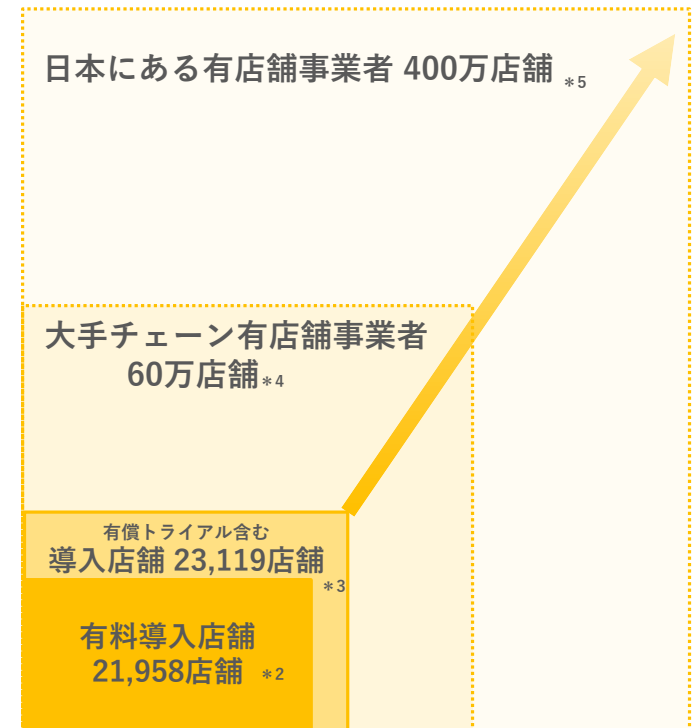 日本にある有店舗事業者 400万店舗 *5
大手チェーン有店舗事業者
60万店舗*4
有償トライアル含む
導入店舗 23,119店舗
*3
有料導入店舗
21,958店舗 *2